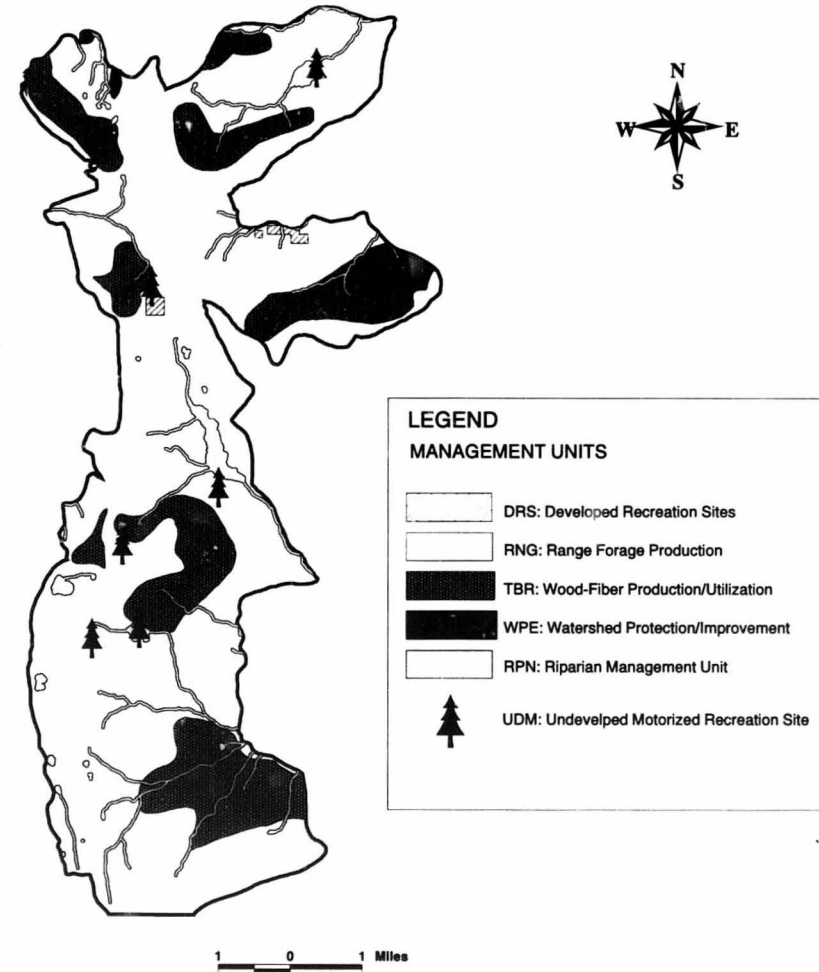 N
W E
S
LEGEND
MANAGEMENT UNITS
DRS: Developed Recreation Sites
RNG: Range Forage Production
TBR: Wood-Fiber Production/Utilization
WPE: Watershed Protection/Improvement
RPN: Riparian Management Unit
UDM: Undevelped Motorized Recreation Site
1 0 1 Miles